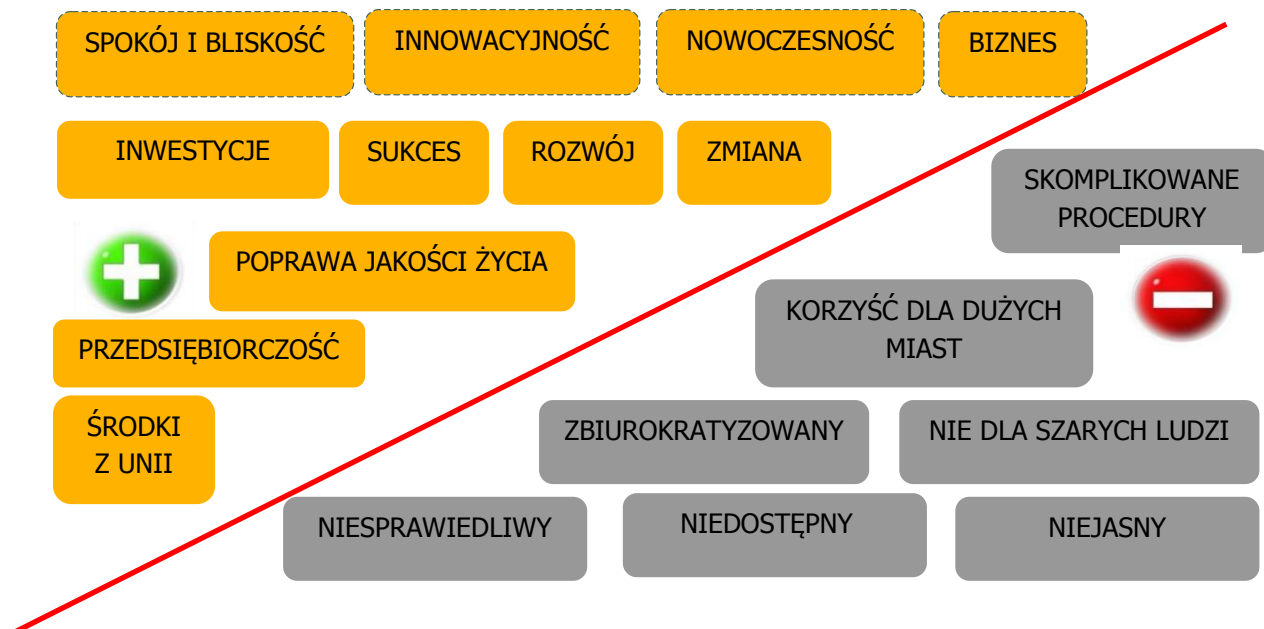 SPOKÓJ I BLISKOŚĆ
INNOWACYJNOŚĆ
NOWOCZESNOŚĆ
BIZNES
INWESTYCJE
SUKCES
ROZWÓJ
ZMIANA
SKOMPLIKOWANE
PROCEDURY
POPRAWA JAKOŚCI ŻYCIA
KORZYŚĆ DLA DUŻYCH
MIAST
PRZEDSIĘBIORCZOŚĆ
ŚRODKI
Z UNII
ZBIUROKRATYZOWANY
NIE DLA SZARYCH LUDZI
NIESPRAWIEDLIWY
NIEDOSTĘPNY
NIEJASNY